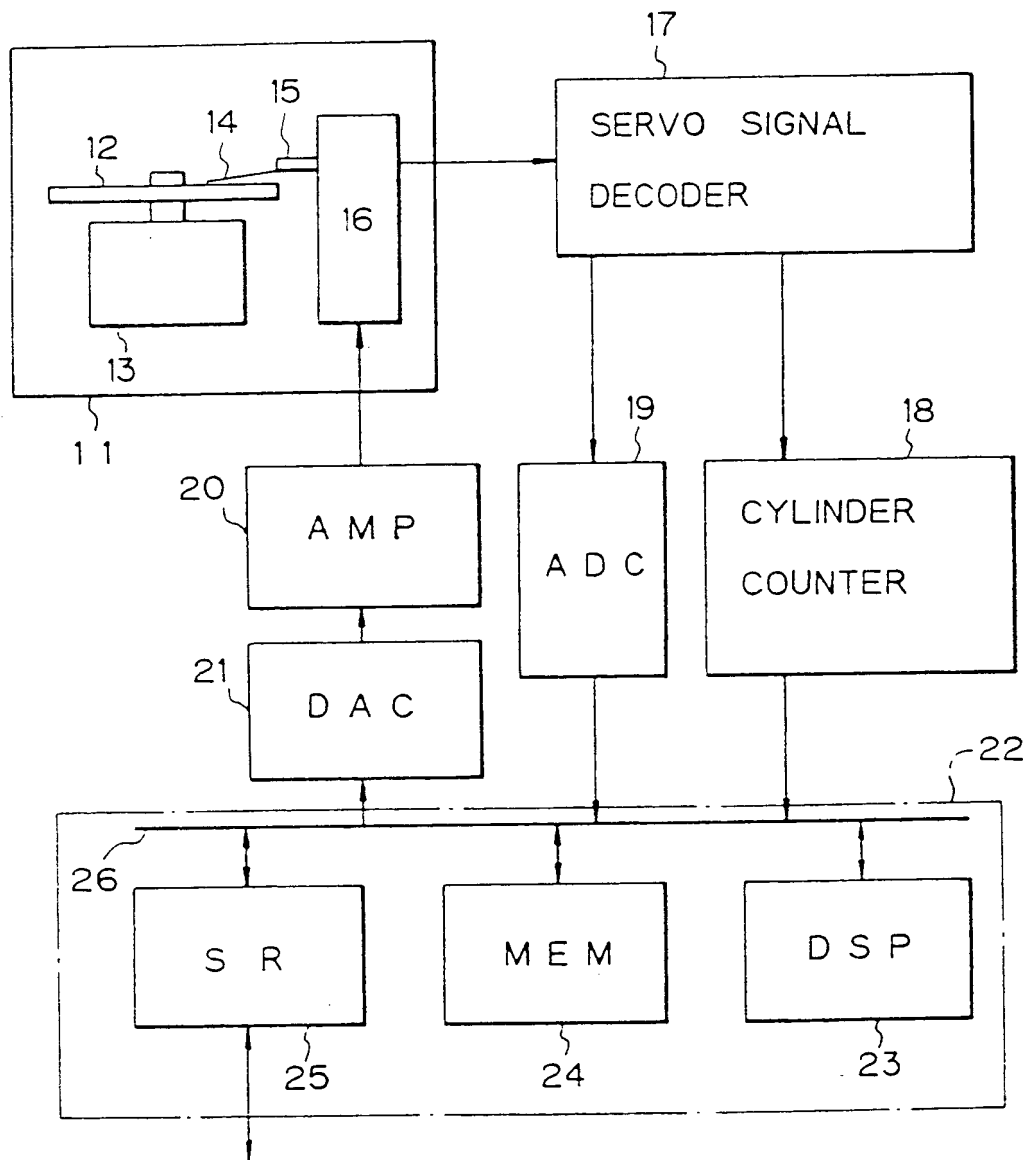 17
SERVO SIGNAL
DECODER
15
14
12
16
13
11
19
18
20
AMP
ADC
CYLINDER
COUNTER
21
DAC
22
26
SR
MEM
DSP
25
24
23